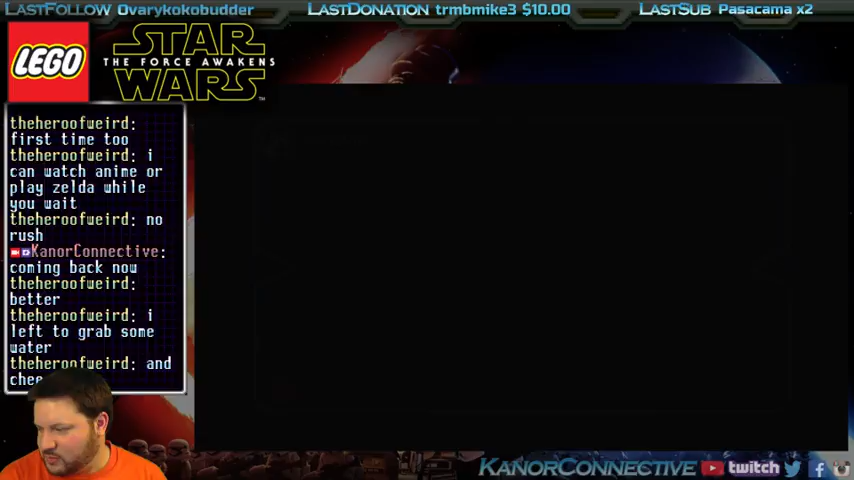 LASTFOLLOW Ovarykokobudder LASTDONATION trmbmike3 $10.00 LASTSUB Pasacama x2
LEGO
STAR
THE FORCE AWAKENS
WARS
theheroofweird:
first time too
theheroofweird: i
can watch anime or
play zelda while
you wait
theheroofweird: no
rush
KanorConnective:
coming back now
theheroofweird:
better
theheroofweird: i
left to grab some
water
theheroofweird: and
KANORCONNECTIVE twitch